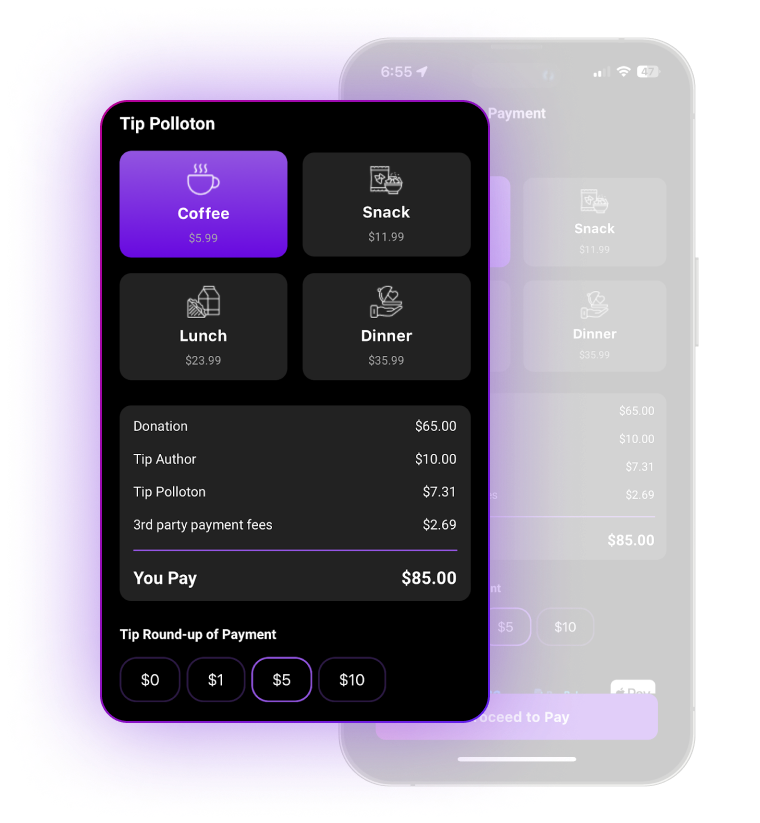 6:55
47
Payment
Tip Polloton
Coffee
$5.99
Snack
$11.99
Lunch
$23.99
Dinner
$35.99
Donation $65.00
Tip Author $10.00
Tip Polloton $7.31
3rd party payment fees $2.69
You Pay $85.00
Tip Round-up of Payment
$0 $1 $5 $10
Snack
$11.99
Dinner
$35.99
$65.00
$10.00
$7.31
s $2.69
$85.00
nt
$5 $10
Pay
oceed to Pay